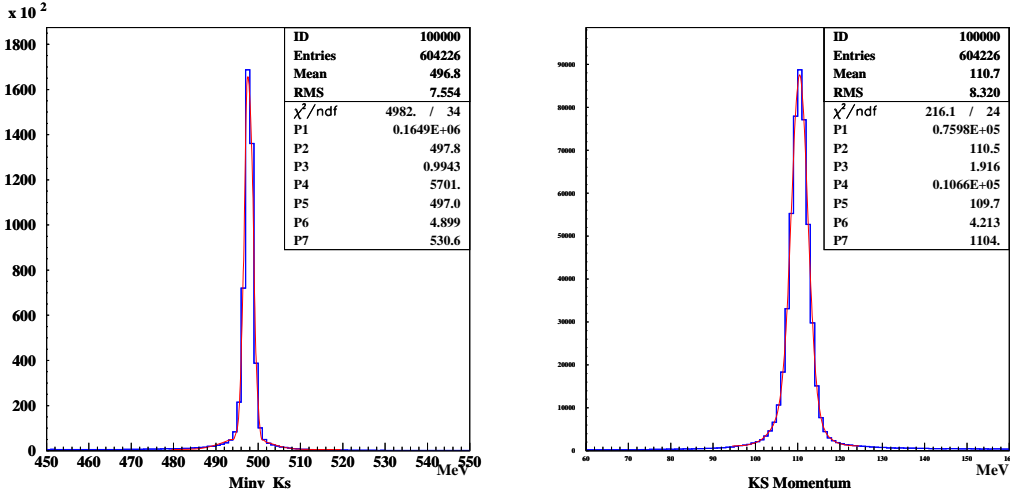 x 10 2
1800
1600
1400
1200
1000
800
600
400
200
0
450 460 470 480 490 500 510 520 530 540 550
MeV
Minv Ks
ID 100000
Entries 604226
Mean 496.8
RMS 7.554
χ2/ndf 4982. / 34
P1 0.1649E+06
P2 497.8
P3 0.9943
P4 5701.
P5 497.0
P6 4.899
P7 530.6
90000
80000
70000
60000
50000
40000
30000
20000
10000
0
60 70 80 90 100 110 120 130 140 150 160
MeV
KS Momentum
ID 100000
Entries 604226
Mean 110.7
RMS 8.320
χ2/ndf 216.1 / 24
P1 0.7598E+05
P2 110.5
P3 1.916
P4 0.1066E+05
P5 109.7
P6 4.213
P7 1104.